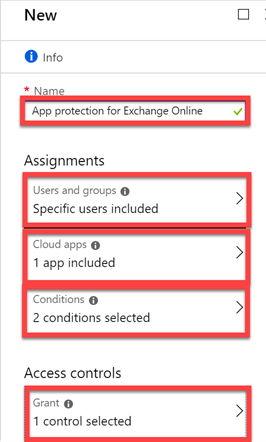 New
Info
* Name
App protection for Exchange Online
Assignments
Users and groups
Specific users included
Cloud apps
1 app included
Conditions
2 conditions selected
Access controls
Grant
1 control selected